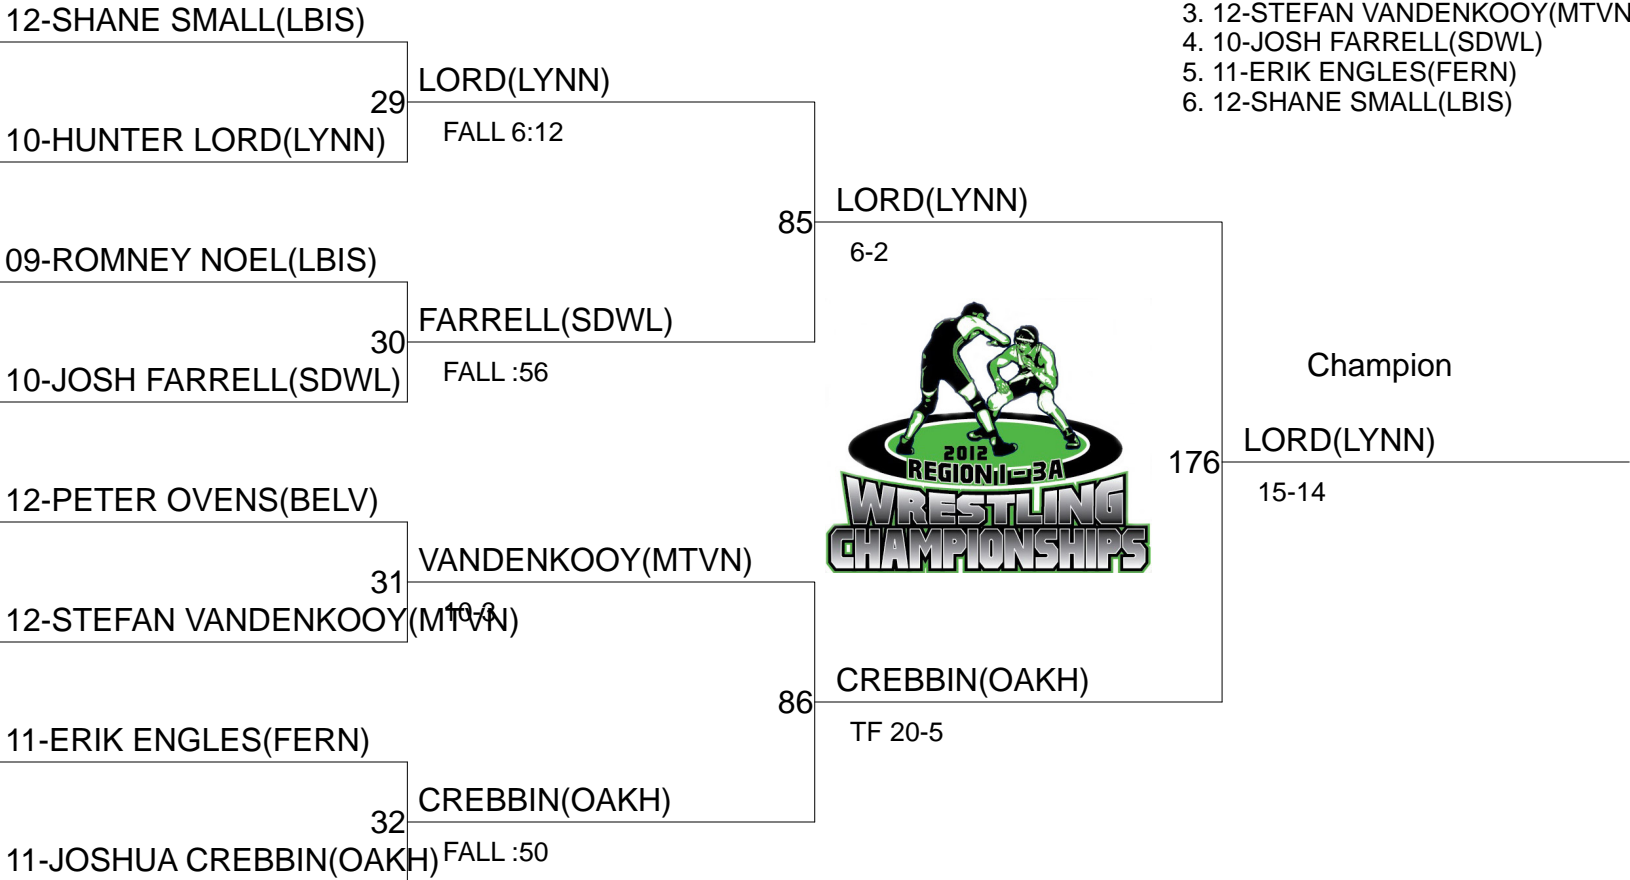 12-SHANE SMALL(LBIS)
29
10-HUNTER LORD(LYNN)
LORD(LYNN)
FALL 6:12
09-ROMNEY NOEL(LBIS)
30
10-JOSH FARRELL(SDWL)
FARRELL(SDWL)
FALL :56
12-PETER OVENS(BELV)
31
12-STEFAN VANDENKOOY(MTVN)
VANDENKOOY(MTVN)
10-3
11-ERIK ENGLES(FERN)
32
11-JOSHUA CREBBIN(OAKH)
CREBBIN(OAKH)
FALL :50
85
LORD(LYNN)
6-2
86
CREBBIN(OAKH)
TF 20-5
2012
REGION I-3A
WRESTLING
CHAMPIONSHIPS
176
Champion
LORD(LYNN)
15-14
3. 12-STEFAN VANDENKOOY(MTVN
4. 10-JOSH FARRELL(SDWL)
5. 11-ERIK ENGLES(FERN)
6. 12-SHANE SMALL(LBIS)